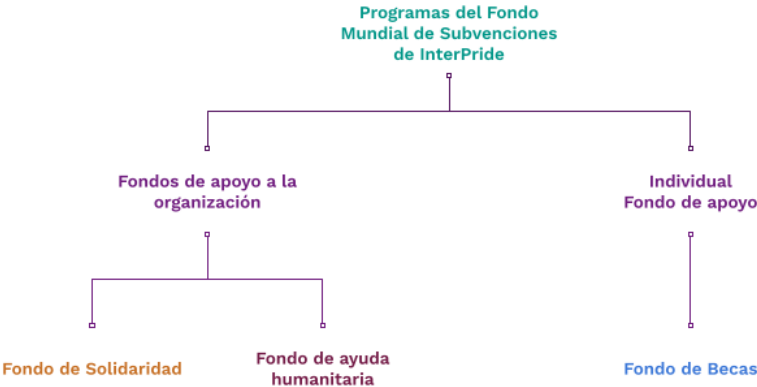 Programas del Fondo
Mundial de Subvenciones
de InterPride
Fondos de apoyo a la
organización
Individual
Fondo de apoyo
Fondo de Solidaridad
Fondo de ayuda
humanitaria
Fondo de Becas